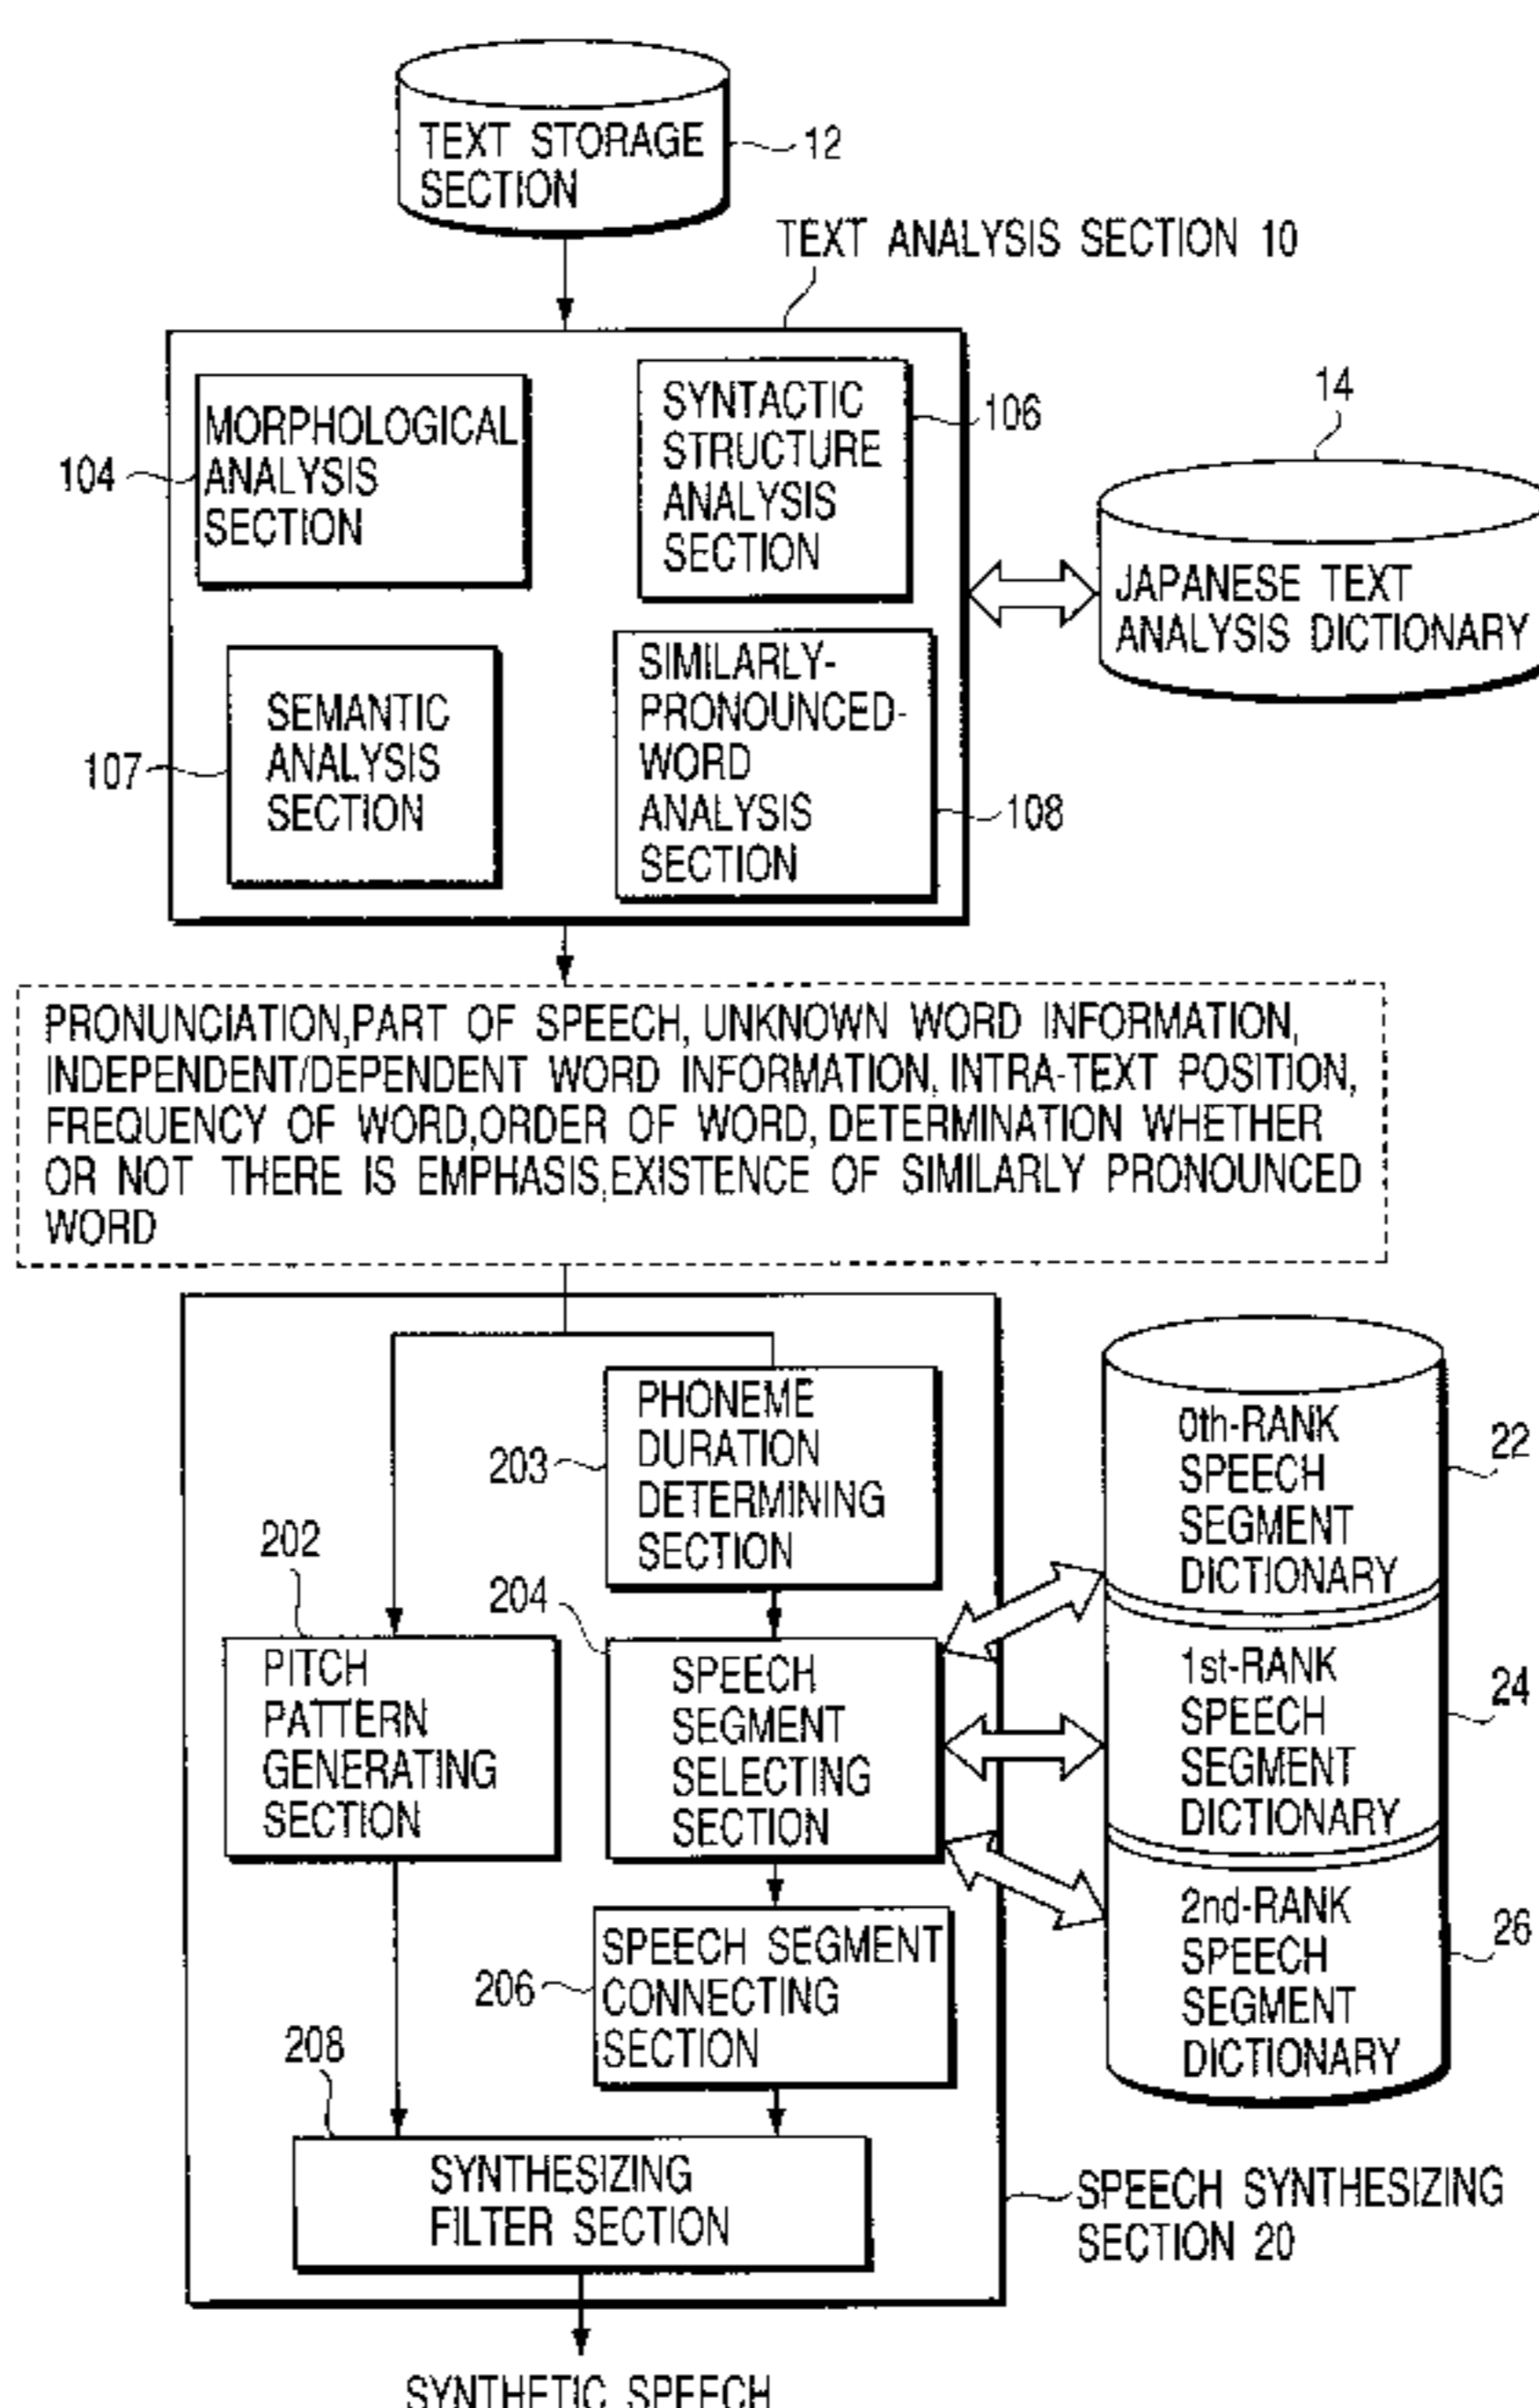 TEXT STORAGE
SECTION
12
TEXT ANALYSIS SECTION 10
MORPHOLOGICAL
ANALYSIS
SECTION
104
SYNTACTIC
STRUCTURE
ANALYSIS
SECTION
106
14
JAPANESE TEXT
ANALYSIS DICTIONARY
SEMANTIC
ANALYSIS
SECTION
107
SIMILARLY-
PRONOUNCED-
WORD
ANALYSIS
SECTION
108
PRONUNCIATION,PART OF SPEECH, UNKNOWN WORD INFORMATION,
INDEPENDENT/DEPENDENT WORD INFORMATION, INTRA-TEXT POSITION,
FREQUENCY OF WORD,ORDER OF WORD, DETERMINATION WHETHER
OR NOT THERE IS EMPHASIS,EXISTENCE OF SIMILARLY PRONOUNCED
WORD
PHONEME
DURATION
DETERMINING
SECTION
203
0th-RANK
SPEECH
SEGMENT
DICTIONARY
22
202
PITCH
PATTERN
GENERATING
SECTION
204
SPEECH
SEGMENT
SELECTING
SECTION
1st-RANK
SPEECH
SEGMENT
DICTIONARY
24
206
SPEECH SEGMENT
CONNECTING
SECTION
2nd-RANK
SPEECH
SEGMENT
DICTIONARY
26
208
SYNTHESIZING
FILTER SECTION
SPEECH SYNTHESIZING
SECTION 20
SYNTHETIC SPEECH